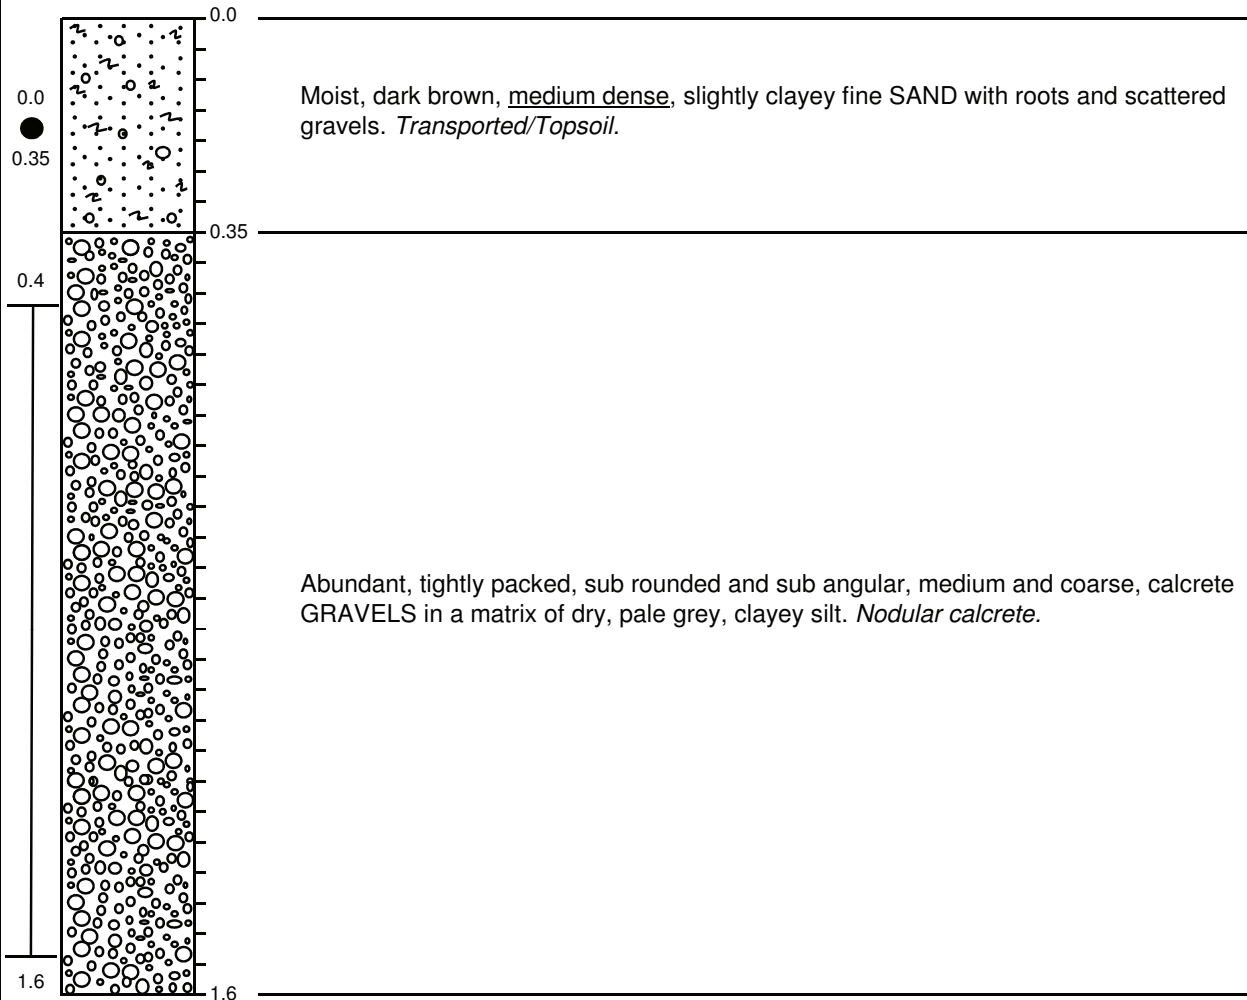 0.0
0.0
Moist, dark brown, medium dense, slightly clayey fine SAND with roots and scattered
gravels. Transported/Topsoil.
0.35
0.35
0.4
Abundant, tightly packed, sub rounded and sub angular, medium and coarse, calcrete
GRAVELS in a matrix of dry, pale grey, clayey silt. Nodular calcrete.
1.6
1.6